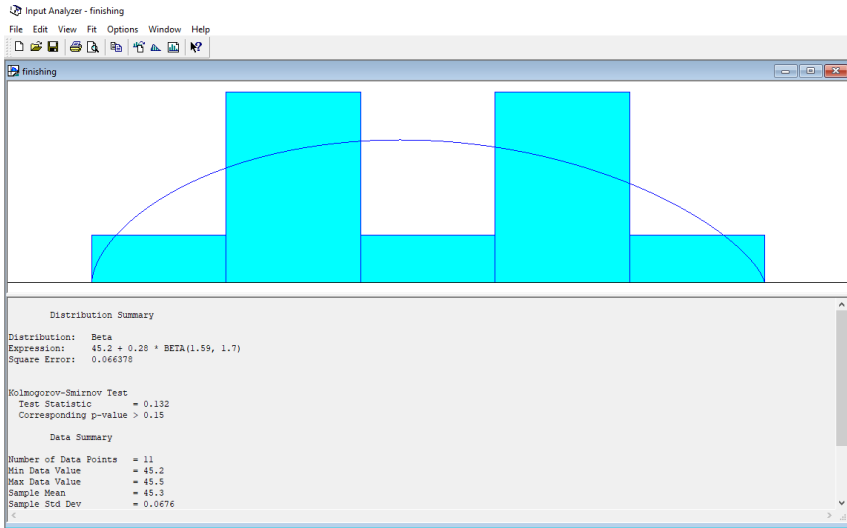 Input Analyzer - finishing
File Edit View Fit Options Window Help
finishing
Distribution Summary
Distribution: Beta
Expression: 45.2 + 0.28 * BETA(1.59, 1.7)
Square Error: 0.066378
Kolmogorov-Smirnov Test
Test Statistic = 0.132
Corresponding p-value > 0.15
Data Summary
Number of Data Points = 11
Min Data Value = 45.2
Max Data Value = 45.5
Sample Mean = 45.3
Sample Std Dev = 0.0676